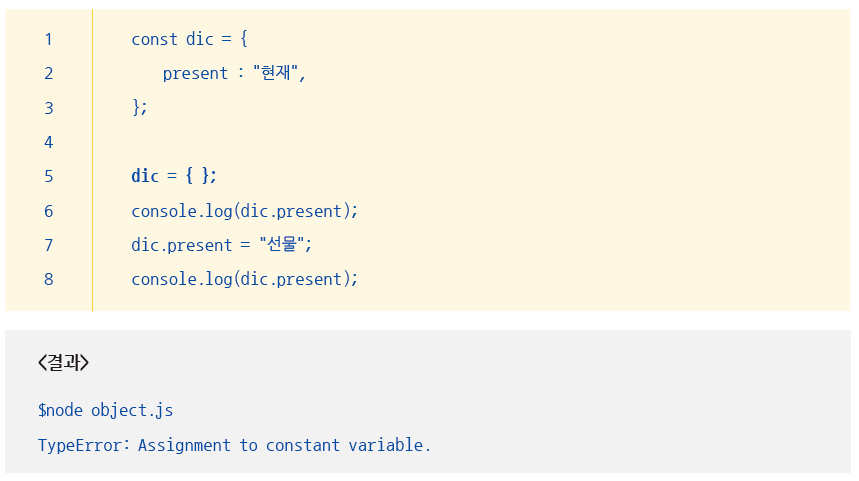 1 const dic = {
2 present : "현재",
3 };
4
5 dic = { };
6 console.log(dic.present);
7 dic.present = "선물";
8 console.log(dic.present);
<결과>
$node object.js
TypeError: Assignment to constant variable.